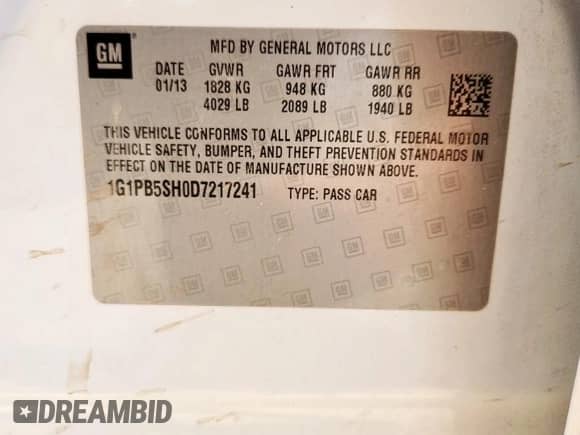 GM MFD BY GENERAL MOTORS LLC
DATE GVWR GAWR FRT GAWR RR
01/13 1828 KG 948 KG 880 KG
4029 LB 2089 LB 1940 LB
THIS VEHICLE CONFORMS TO ALL APPLICABLE U.S. FEDERAL MOTOR
VEHICLE SAFETY, BUMPER, AND THEFT PREVENTION STANDARDS IN
EFFECT ON THE DATE OF MANUFACTURE SHOWN ABOVE.
1G1PB5SH0D7217241 TYPE: PASS CAR
DREAMBID